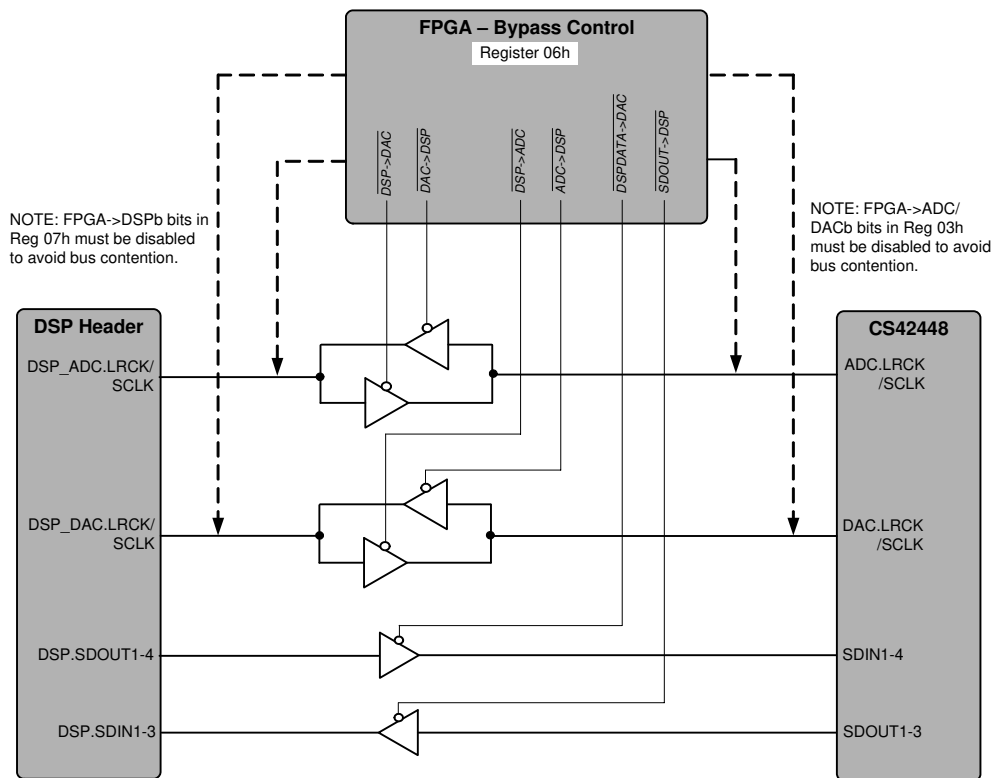 FPGA – Bypass Control
Register 06h
DSP->DAC
DAC->DSP
DSP->ADC
ADC->DSP
DSPDATA->DAC
SDOUT->DSP
NOTE: FPGA->DSPb bits in
Reg 07h must be disabled
to avoid bus contention.
NOTE: FPGA->ADC/
DACb bits in Reg 03h
must be disabled to avoid
bus contention.
DSP Header
DSP_ADC.LRCK/
SCLK
DSP_DAC.LRCK/
SCLK
DSP.SDOUT1-4
DSP.SDIN1-3
CS42448
ADC.LRCK
/SCLK
DAC.LRCK
/SCLK
SDIN1-4
SDOUT1-3